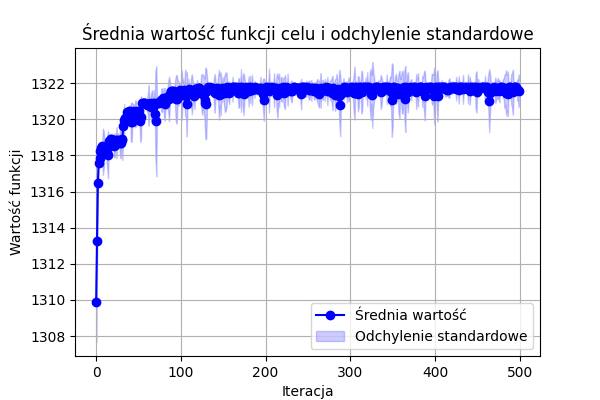 Średnia wartość funkcji celu i odchylenie standardowe
Wartość funkcji
1322
1320
1318
1316
1314
1312
1310
1308
Średnia wartość
Odchylenie standardowe
0 100 200 300 400 500
Iteracja